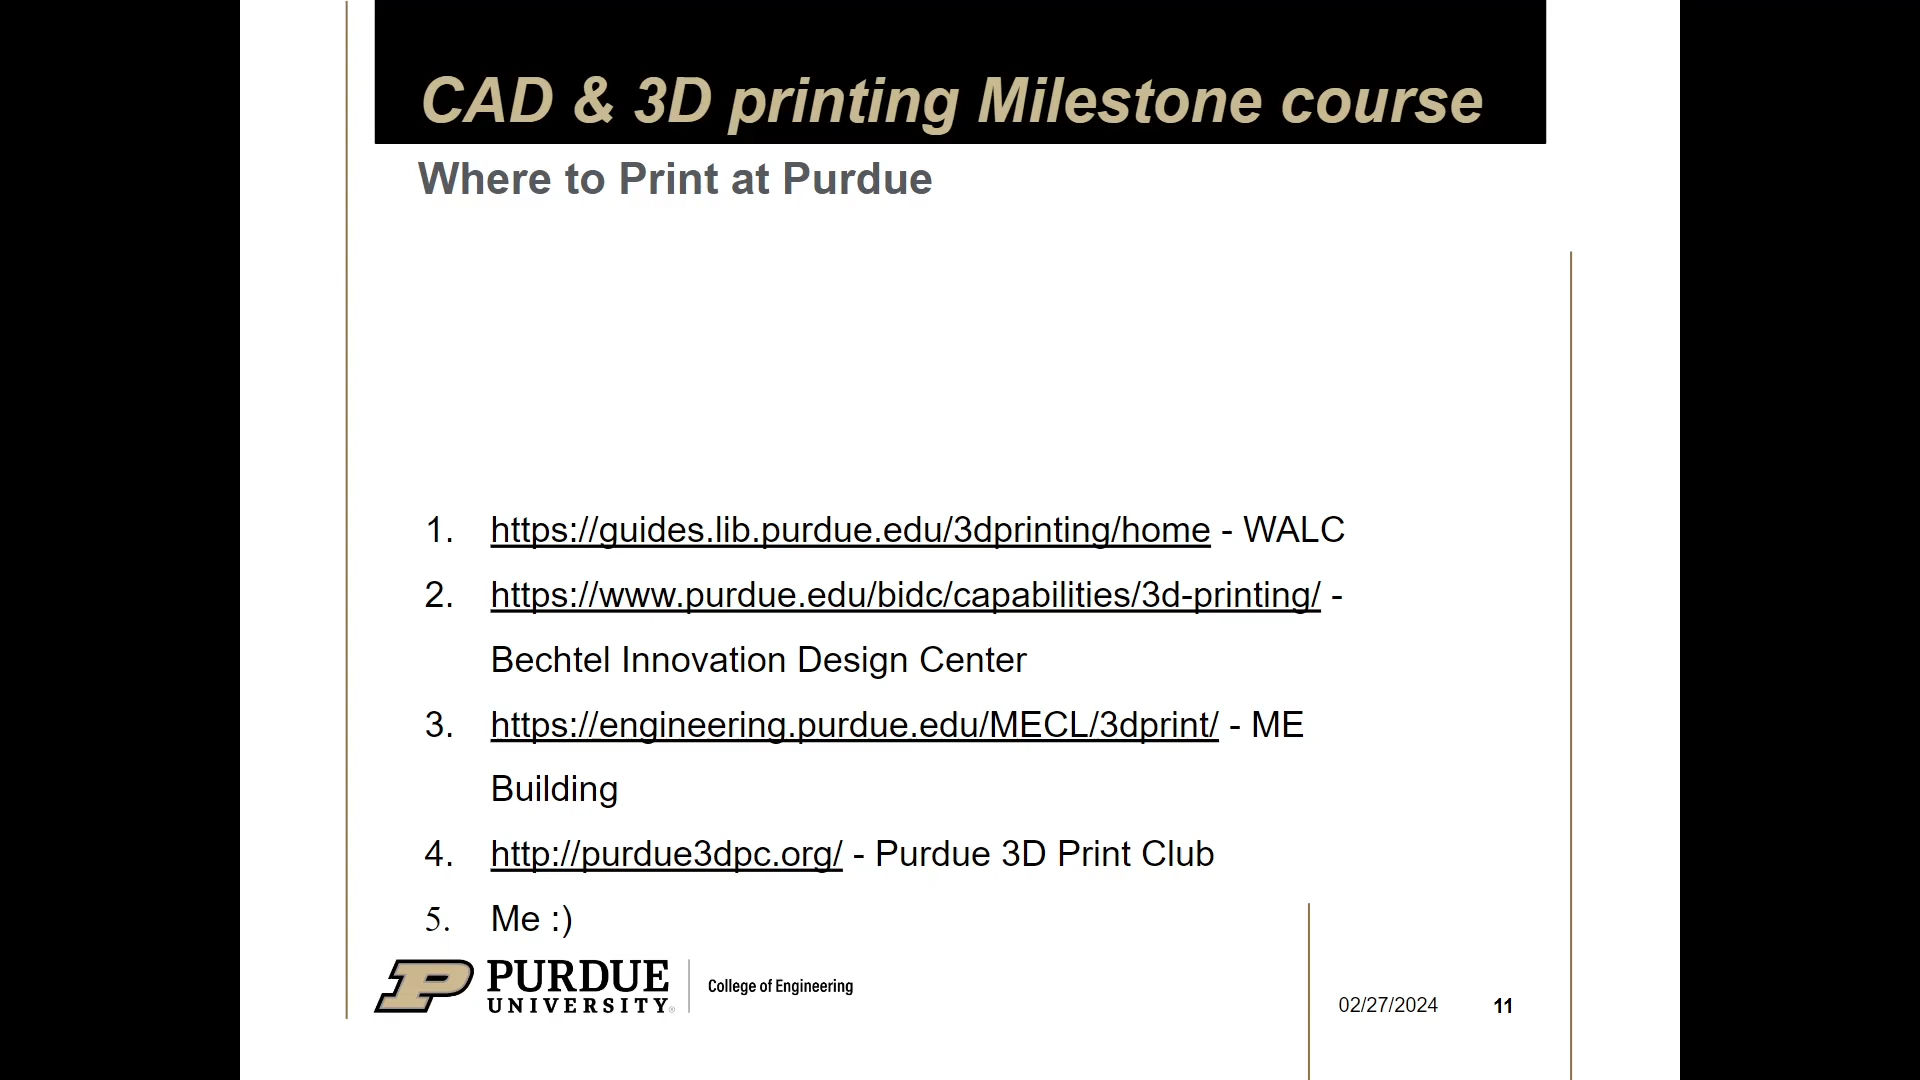 CAD & 3D printing Milestone course
Where to Print at Purdue
1. https://guides.lib.purdue.edu/3dprinting/home - WALC
2. https://www.purdue.edu/bidc/capabilities/3d-printing/ -
Bechtel Innovation Design Center
3. https://engineering.purdue.edu/MECL/3dprint/ - ME
Building
4. http://purdue3dpc.org/ - Purdue 3D Print Club
5. Me :)
PURDUE
UNIVERSITY®
College of Engineering
02/27/2024
11